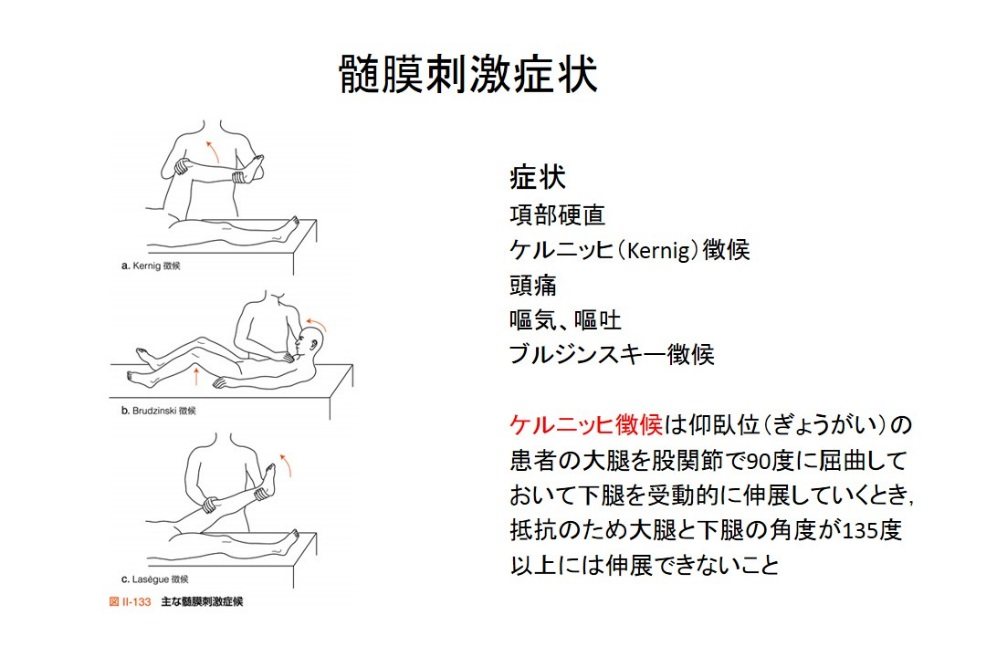 髄膜刺激症状
a. Kernig 徴候
b. Brudzinski 徴候
c. Lasègue 徴候
図 II-133 主な髄膜刺激症候
症状
項部硬直
ケルニッヒ（Kernig）徴候
頭痛
嘔気、嘔吐
ブルジンスキー徴候
ケルニッヒ徴候は仰臥位（ぎょうがい）の
患者の大腿を股関節で90度に屈曲して
おいて下腿を受動的に伸展していくとき,
抵抗のため大腿と下腿の角度が135度
以上には伸展できないこと